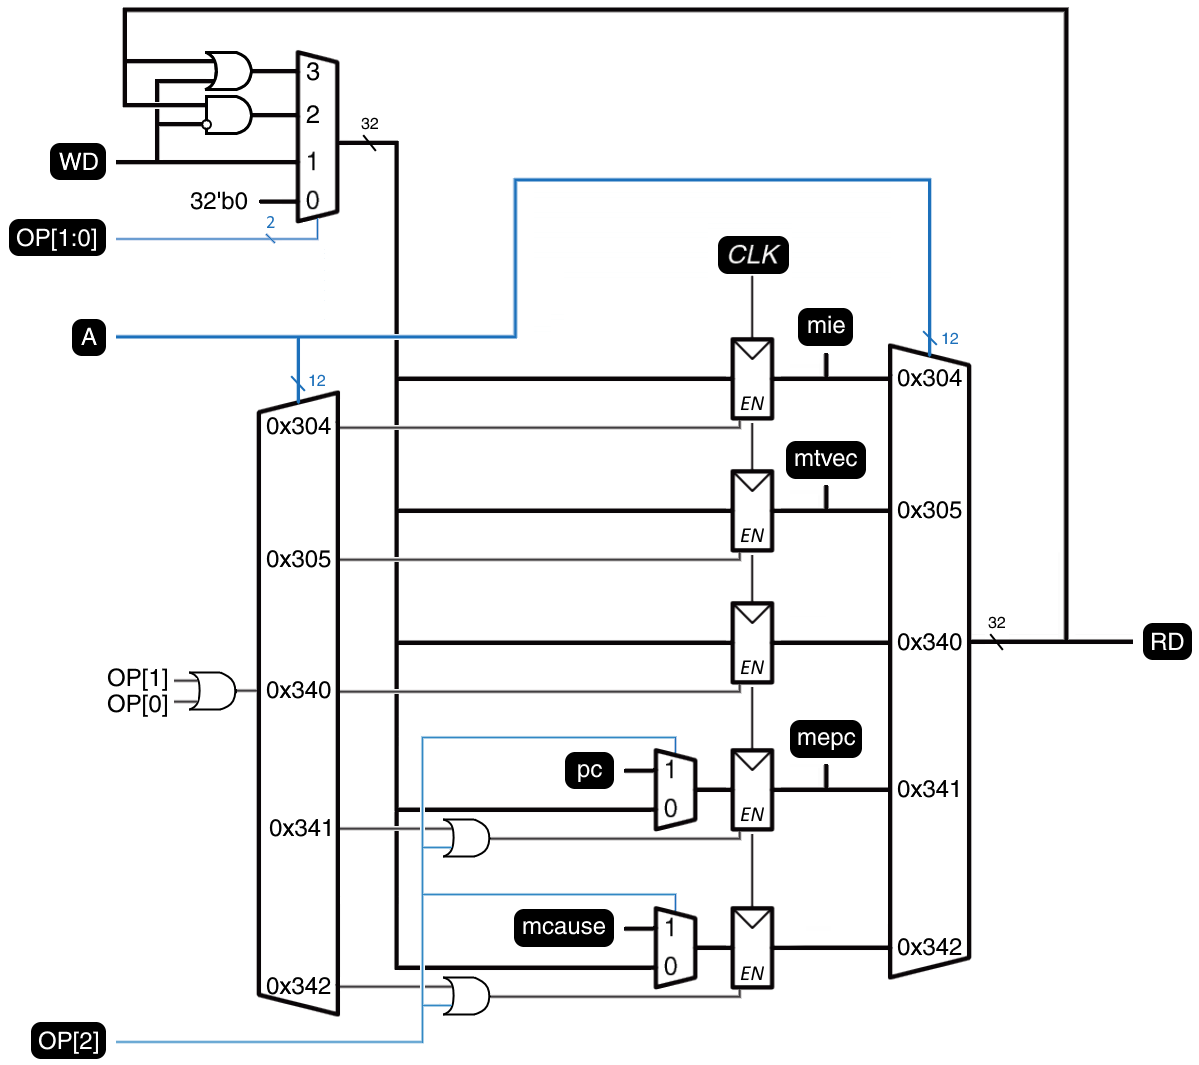 3
2
32
WD
1
32'b0
0
2
OP[1:0]
CLK
mie
A
12
12
0x304
EN
0x304
mtvec
0x305
EN
0x305
32
0x340
RD
EN
OP[1]
OP[0]
0x340
mepc
pc
1
0
0x341
EN
0x341
mcause
1
0
0x342
EN
0x342
OP[2]